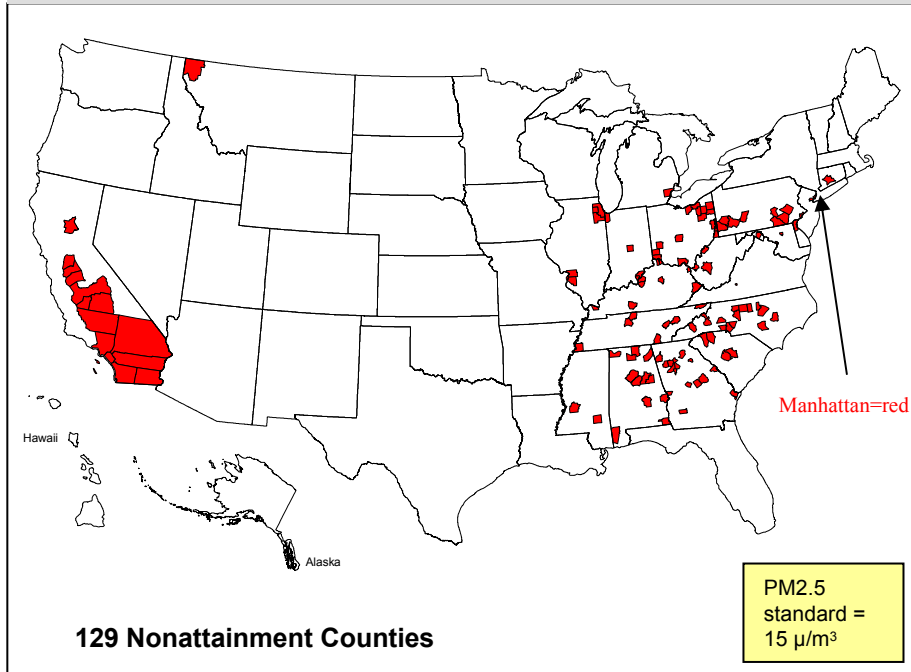 Manhattan=red
Hawaii
Alaska
PM2.5
standard =
15 µ/m³
129 Nonattainment Counties